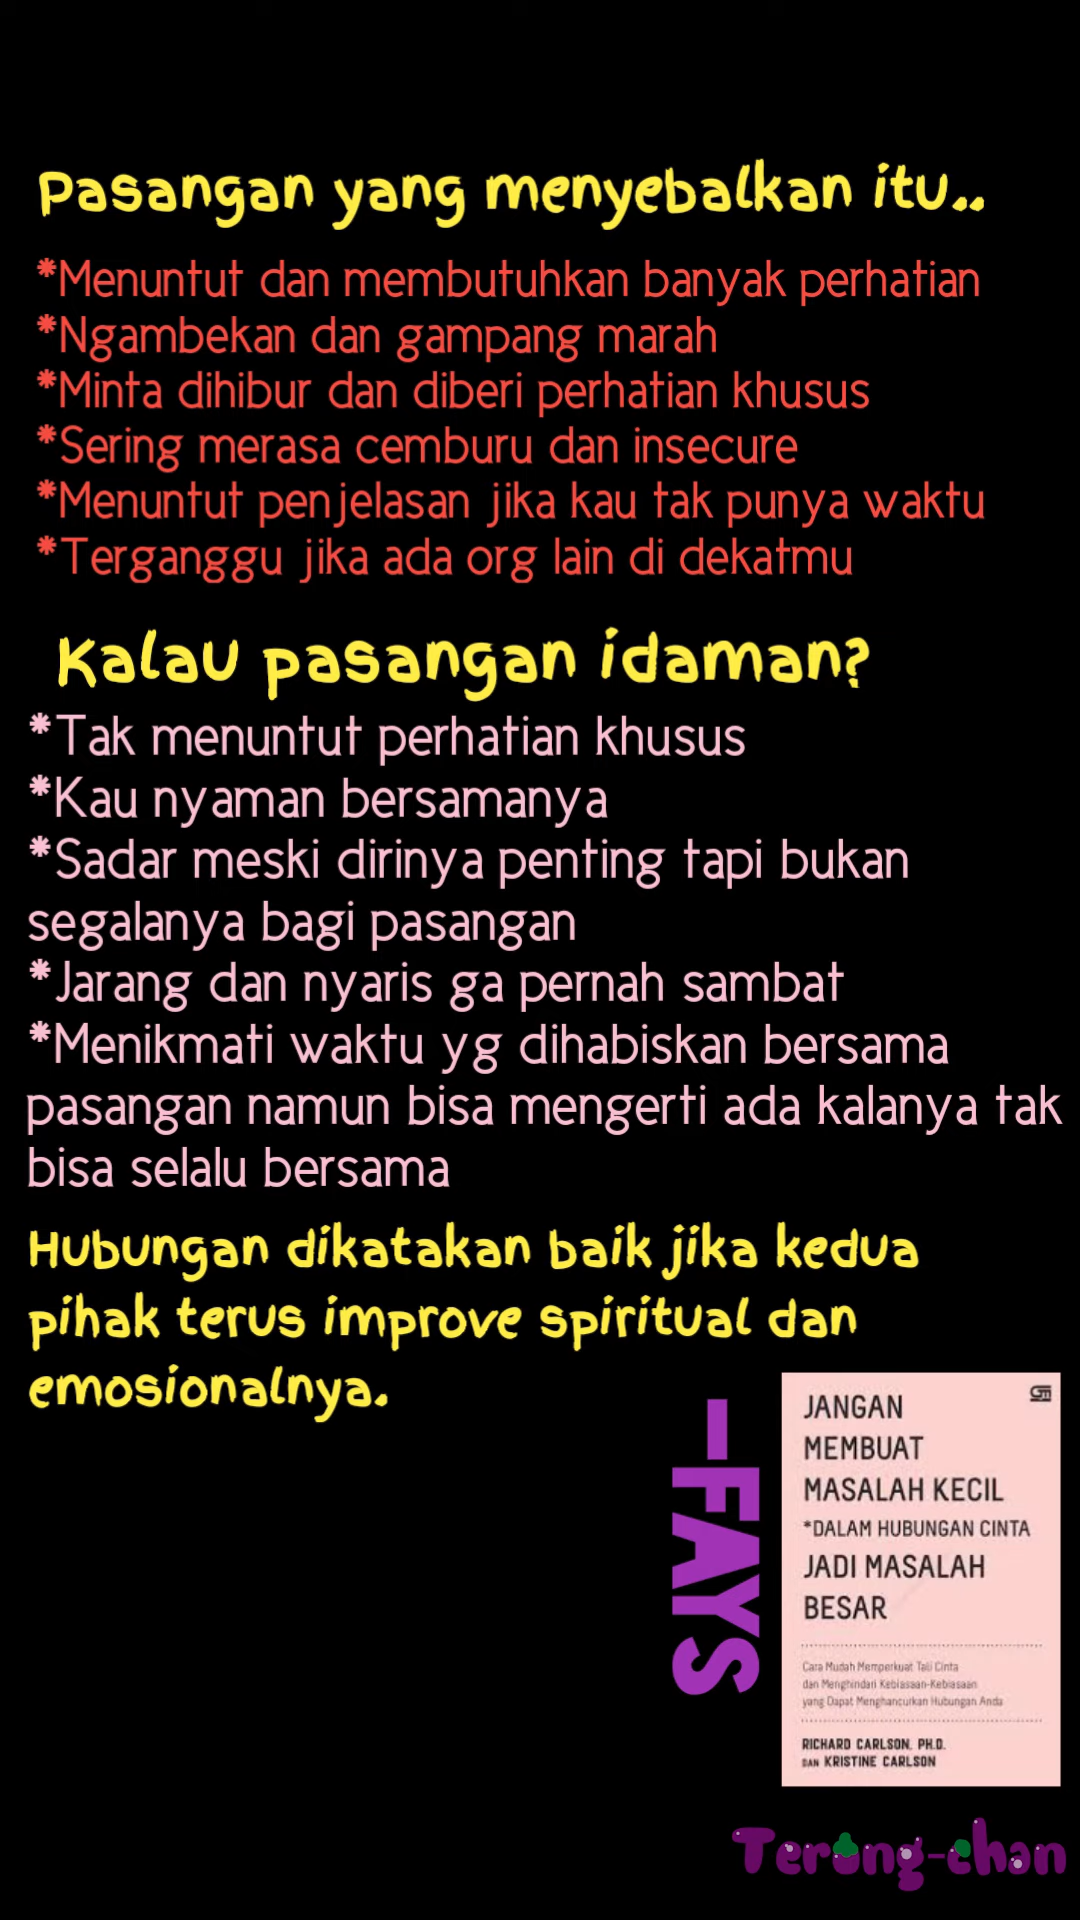 Pasangan yang menyebalkan itu..
*Menuntut dan membutuhkan banyak perhatian
*Ngambekan dan gampang marah
*Minta dihibur dan diberi perhatian khusus
*Sering merasa cemburu dan insecure
*Menuntut penjelasan jika kau tak punya waktu
*Terganggu jika ada org lain di dekatmu
Kalau pasangan idaman?
*Tak menuntut perhatian khusus
*Kau nyaman bersamanya
*Sadar meski dirinya penting tapi bukan
segalanya bagi pasangan
*Jarang dan nyaris ga pernah sambat
*Menikmati waktu yg dihabiskan bersama
pasangan namun bisa mengerti ada kalanya tak
bisa selalu bersama
Hubungan dikatakan baik jika kedua
pihak terus improve spiritual dan
emosionalnya.
-FAYS
JANGAN
MEMBUAT
MASALAH KECIL
*DALAM HUBUNGAN CINTA
JADI MASALAH
BESAR
Cara Mudah Memperkuat Tali Cinta
dan Menghindari Kebiasaan-Kebiasaan
yang Dapat Menghancurkan Hubungan Anda
RICHARD CARLSON, PH.D.
DAN KRISTINE CARLSON
Terong-chan